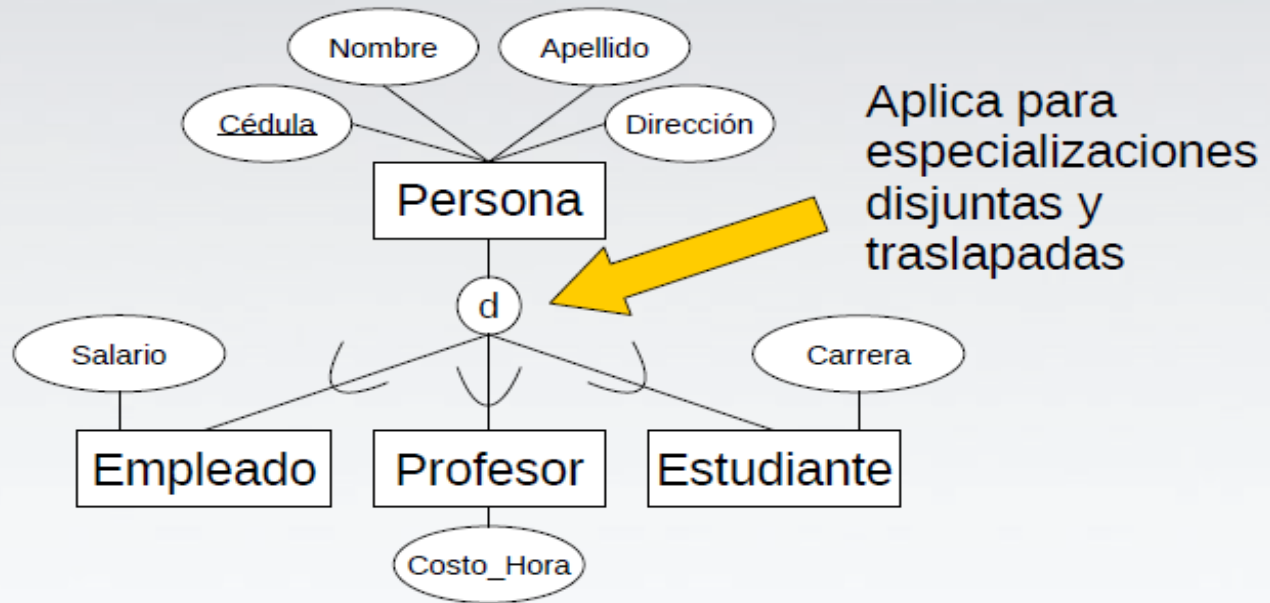 Nombre
Apellido
Cédula
Dirección
Persona
Aplica para
especializaciones
disjuntas y
traslapadas
d
Salario
Carrera
Empleado
Profesor
Estudiante
Costo_Hora